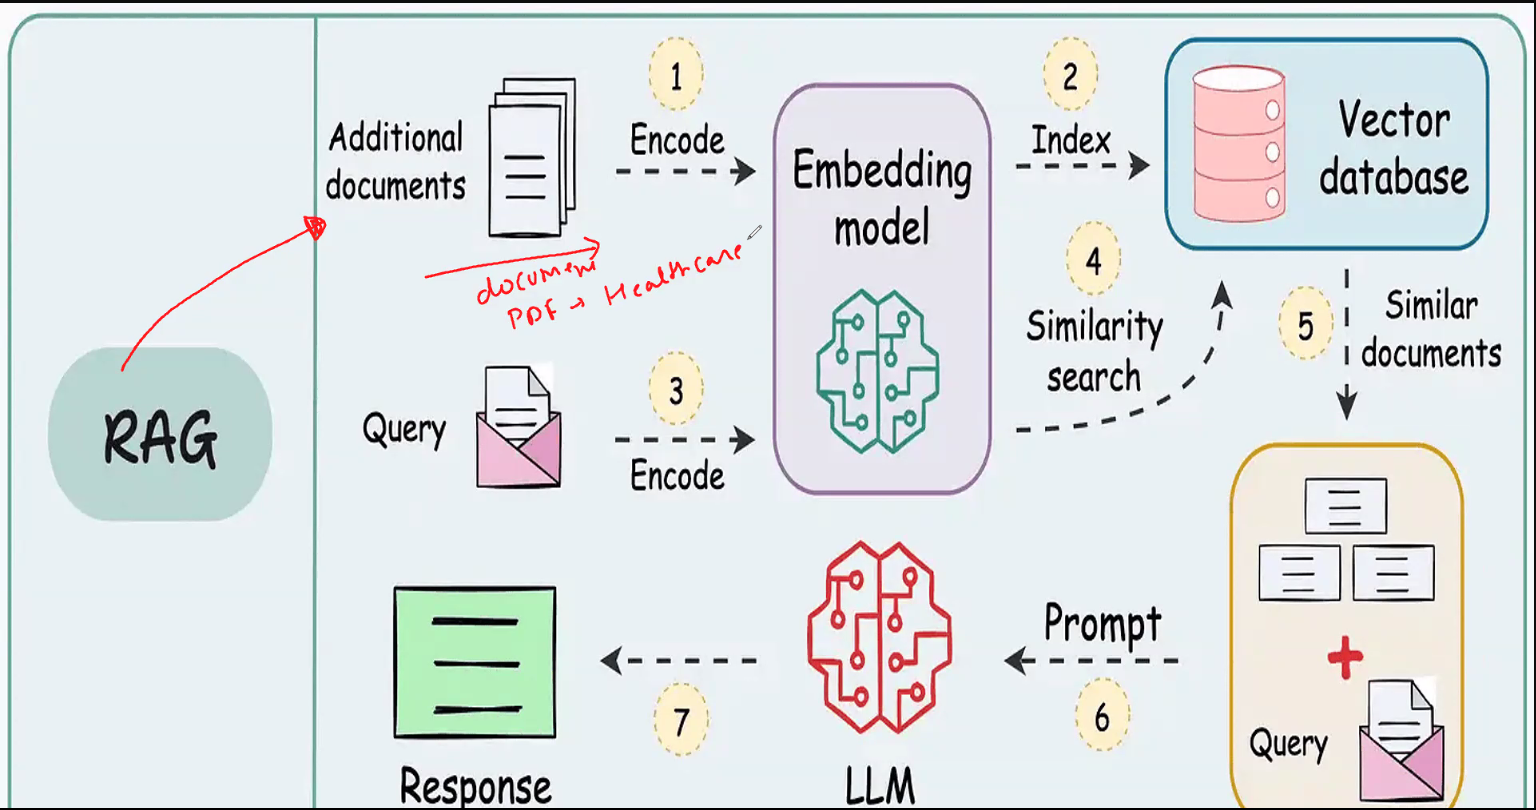 RAG
Additional
documents
1
Encode
Embedding
model
2
Index
Vector
database
document
PDF → Healthcare
Query
3
Encode
4
Similarity
search
5
Similar
documents
+
Query
Prompt
6
LLM
7
Response